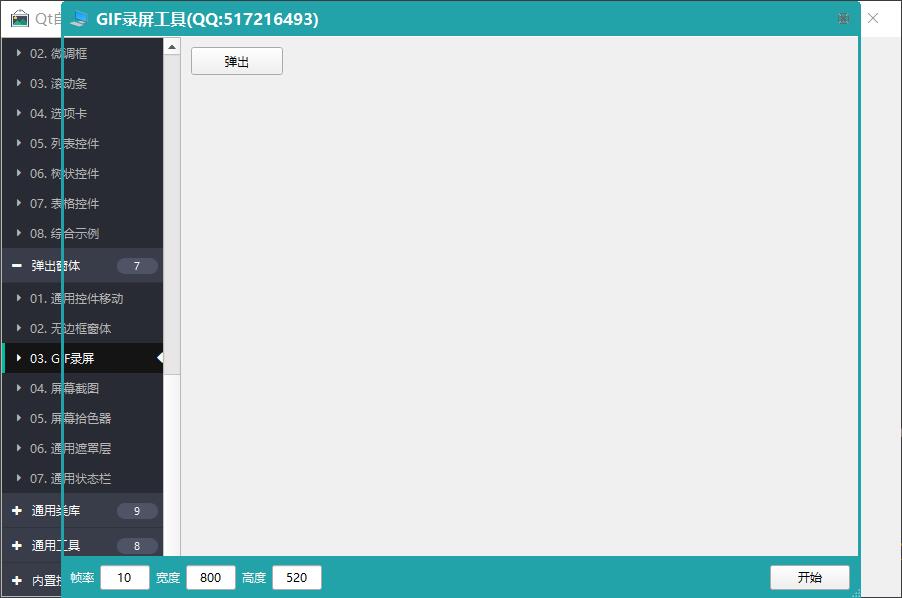 Qt自
GIF录屏工具(QQ:517216493)
02. 微调框
03. 滚动条
04. 选项卡
05. 列表控件
06. 树状控件
07. 表格控件
08. 综合示例
弹出窗体 7
01. 通用控件移动
02. 无边框窗体
03. GIF录屏
04. 屏幕截图
05. 屏幕拾色器
06. 通用遮罩层
07. 通用状态栏
通用类库 9
通用工具 8
内置控
弹出
帧率 10 宽度 800 高度 520 开始